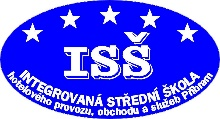 ISŠ
INTEGROVANÁ STŘEDNÍ ŠKOLA
hotelového provozu, obchodu a služeb Příbram